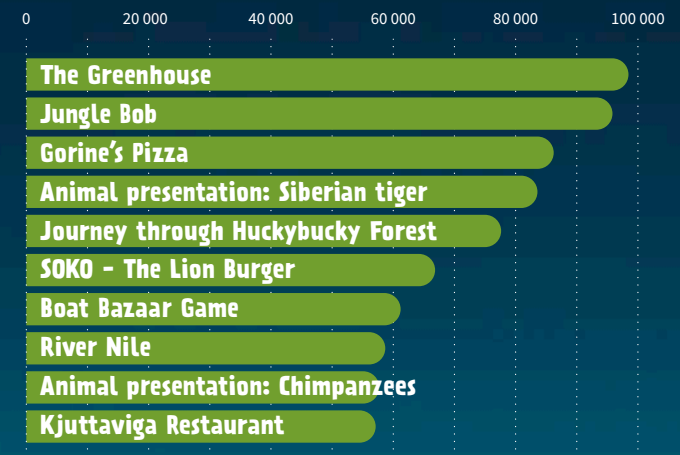 0 20 000 40 000 60 000 80 000 100 000
The Greenhouse
Jungle Bob
Gorine's Pizza
Animal presentation: Siberian tiger
Journey through Huckybucky Forest
SOKO - The Lion Burger
Boat Bazaar Game
River Nile
Animal presentation: Chimpanzees
Kjuttaviga Restaurant